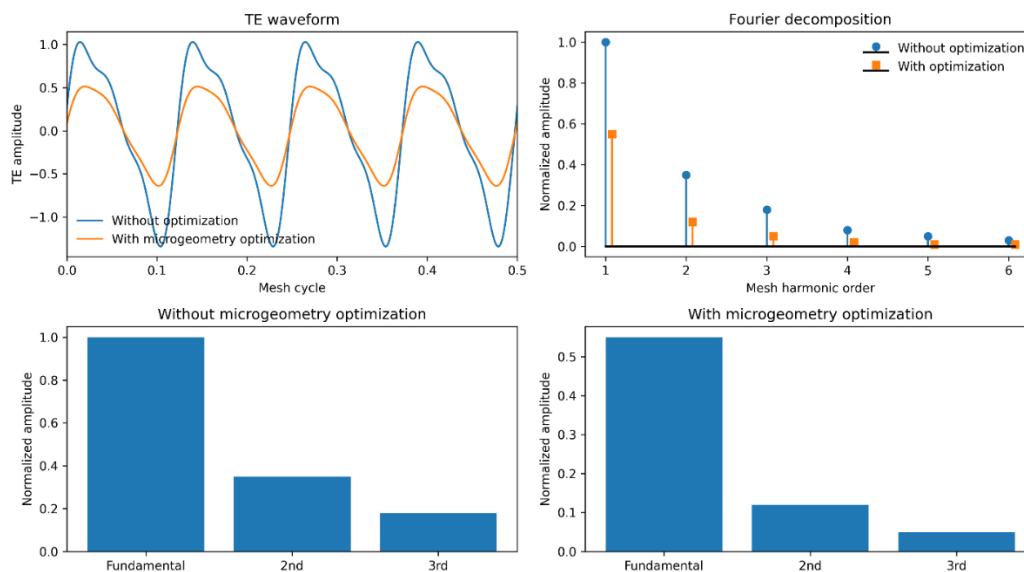 TE waveform
TE amplitude
1.0
0.5
0.0
−0.5
−1.0
Without optimization
With microgeometry optimization
0.0 0.1 0.2 0.3 0.4 0.5
Mesh cycle
Fourier decomposition
Normalized amplitude
1.0
0.8
0.6
0.4
0.2
0.0
Without optimization
With optimization
1 2 3 4 5 6
Mesh harmonic order
Without microgeometry optimization
Normalized amplitude
1.0
0.8
0.6
0.4
0.2
0.0
Fundamental 2nd 3rd
With microgeometry optimization
Normalized amplitude
0.5
0.4
0.3
0.2
0.1
0.0
Fundamental 2nd 3rd